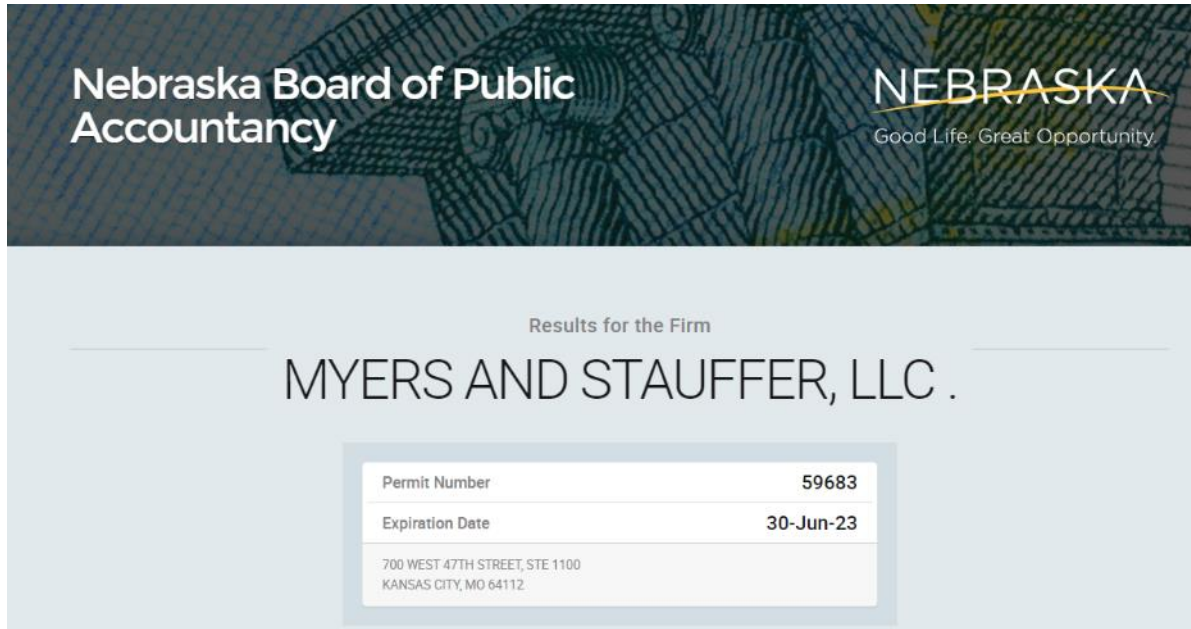 Nebraska Board of Public
Accountancy
NEBRASKA
Good Life. Great Opportunity.
Results for the Firm
MYERS AND STAUFFER, LLC .
Permit Number 59683
Expiration Date 30-Jun-23
700 WEST 47TH STREET, STE 1100
KANSAS CITY, MO 64112